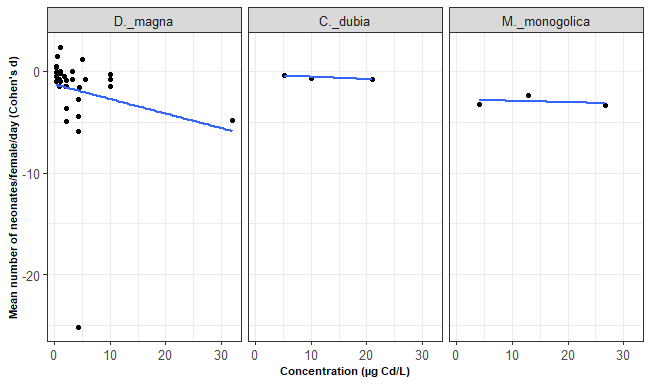 D._magna
C._dubia
M._monogolica
Mean number of neonates/female/day (Cohen's d)
0
-10
-20
0 10 20 30
0 10 20 30
0 10 20 30
Concentration (µg Cd/L)